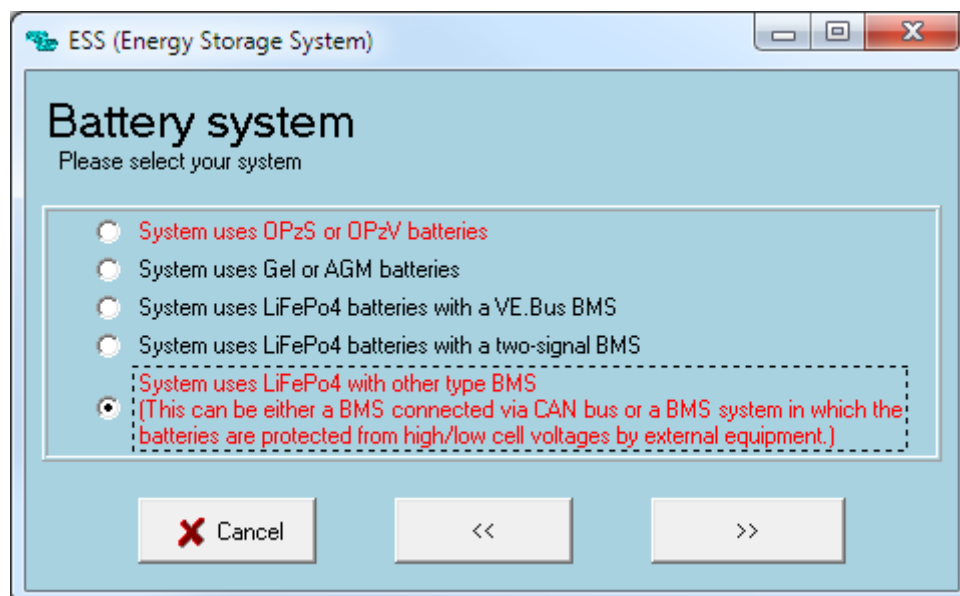 ESS (Energy Storage System)
Battery system
Please select your system
System uses OPzS or OPzV batteries
System uses Gel or AGM batteries
System uses LiFePo4 batteries with a VE.Bus BMS
System uses LiFePo4 batteries with a two-signal BMS
System uses LiFePo4 with other type BMS
(This can be either a BMS connected via CAN bus or a BMS system in which the
batteries are protected from high/low cell voltages by external equipment.)
Cancel
<<
>>